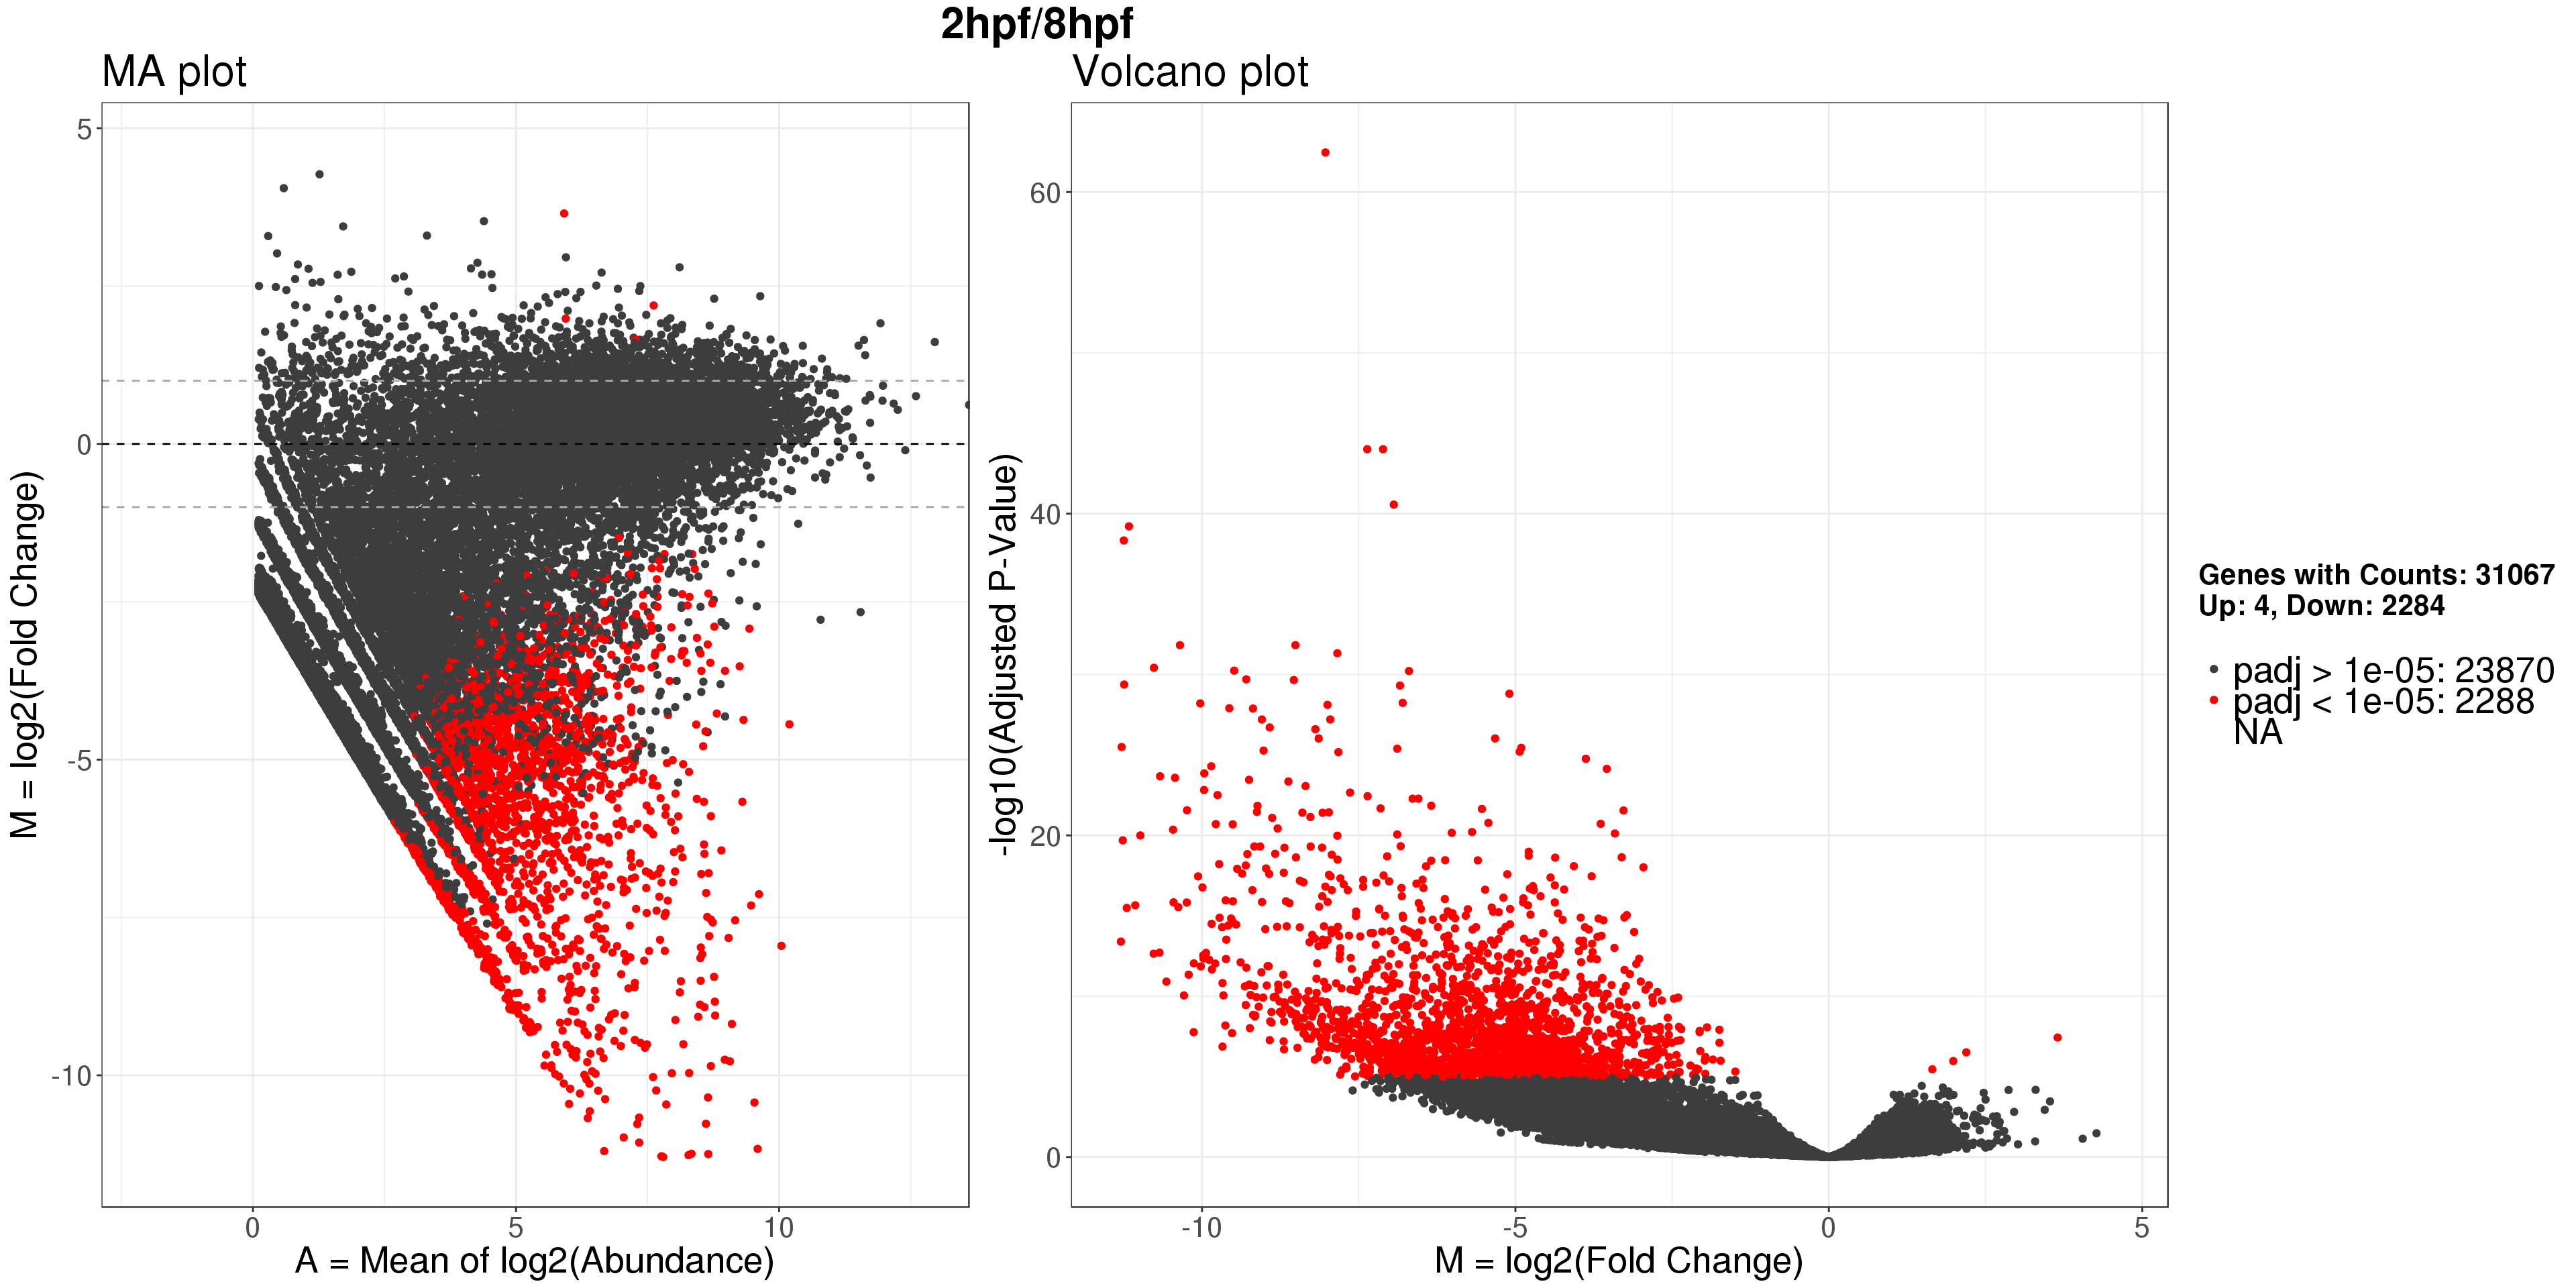 2hpf/8hpf
MA plot
5
0
-5
-10
M = log2(Fold Change)
0
5
10
A = Mean of log2(Abundance)
Volcano plot
60
40
20
0
-log10(Adjusted P-Value)
-10
-5
0
5
M = log2(Fold Change)
Genes with Counts: 31067
Up: 4, Down: 2284
padj > 1e-05: 23870
padj < 1e-05: 2288
NA